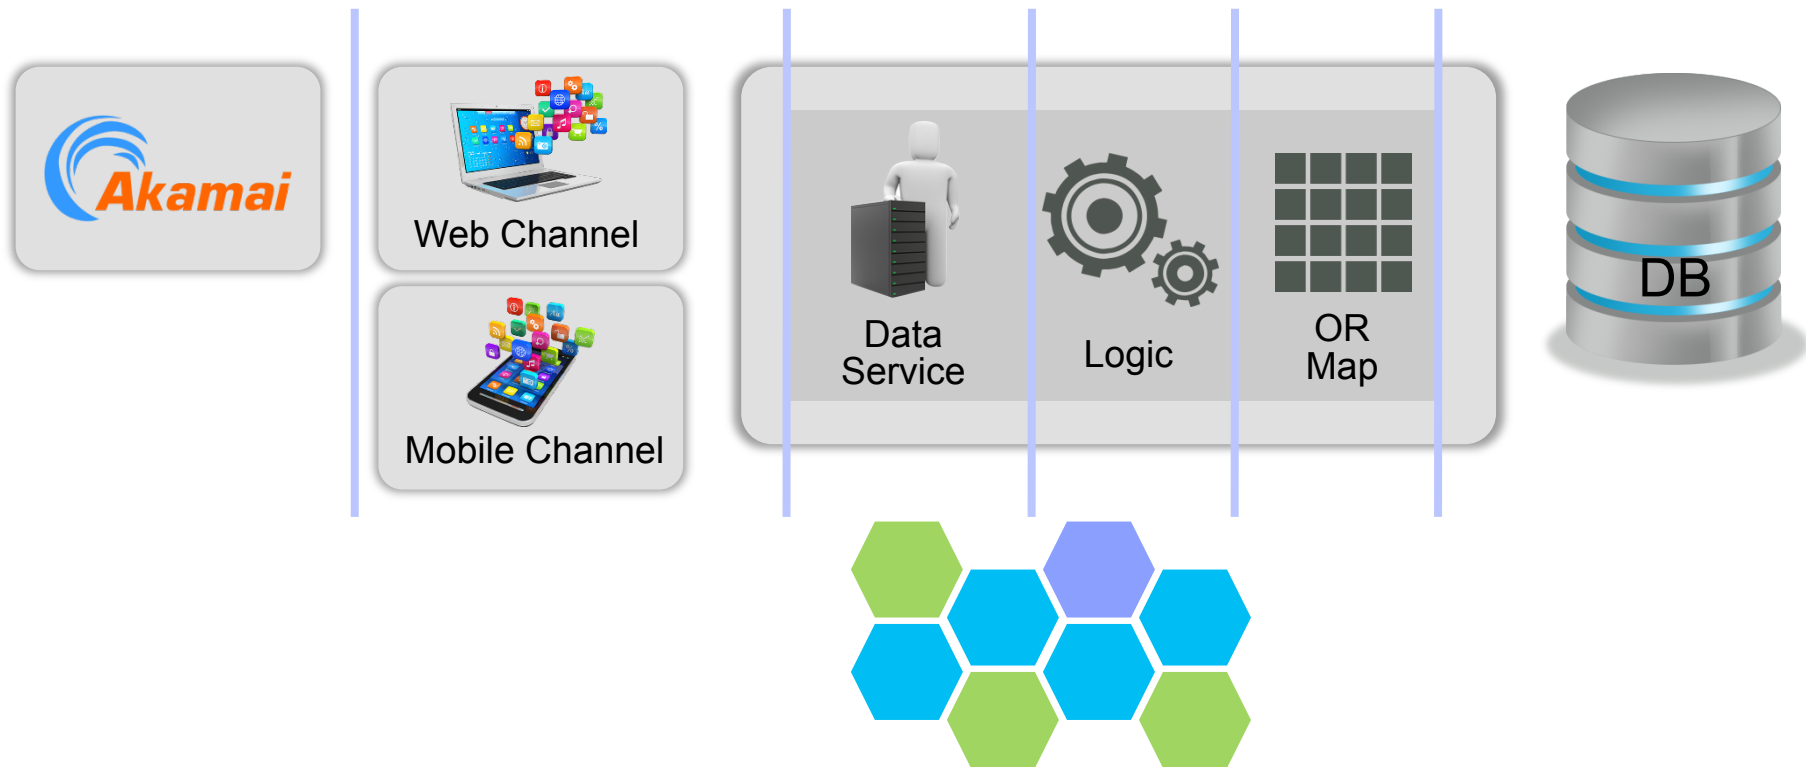 Akamai
Web Channel
Mobile Channel
Data
Service
Logic
OR
Map
DB